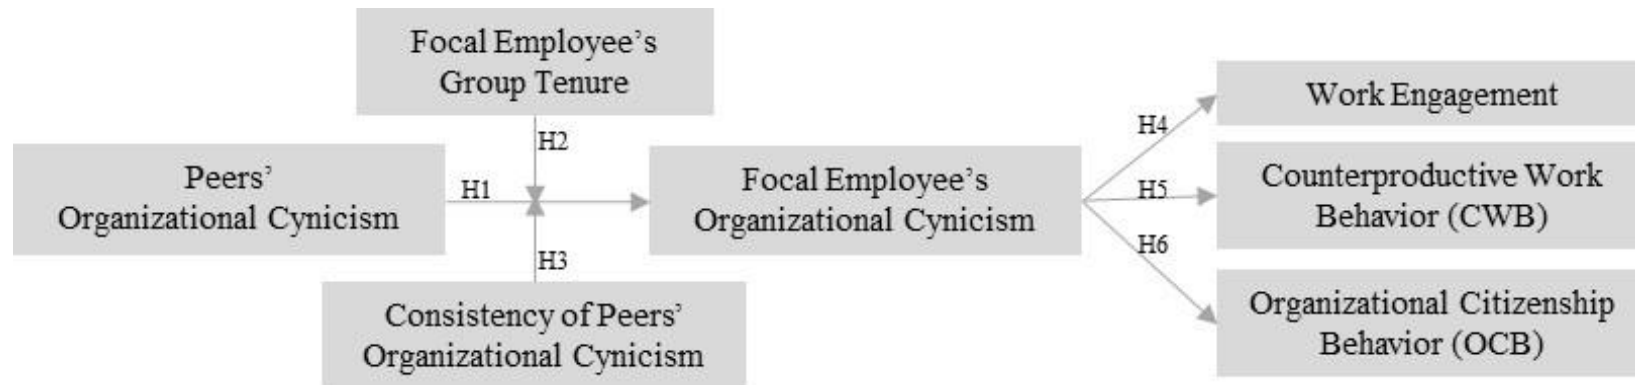 Focal Employee’s
Group Tenure
H2
Peers’
Organizational Cynicism
H1
Focal Employee’s
Organizational Cynicism
H3
Consistency of Peers’
Organizational Cynicism
H4
H5
H6
Work Engagement
Counterproductive Work
Behavior (CWB)
Organizational Citizenship
Behavior (OCB)